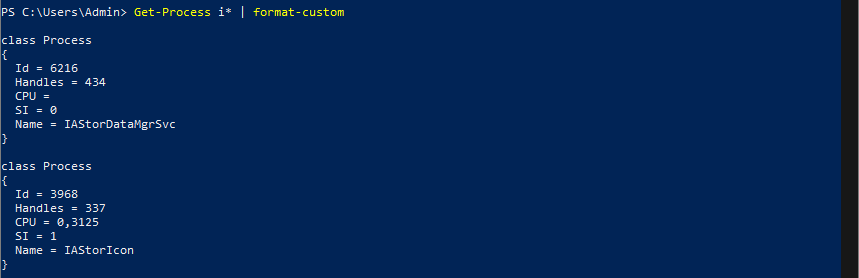 PS C:\Users\Admin> Get-Process i* | format-custom
class Process
{
Id = 6216
Handles = 434
CPU =
SI = 0
Name = IAStorDataMgrSvc
}
class Process
{
Id = 3968
Handles = 337
CPU = 0,3125
SI = 1
Name = IAStorIcon
}